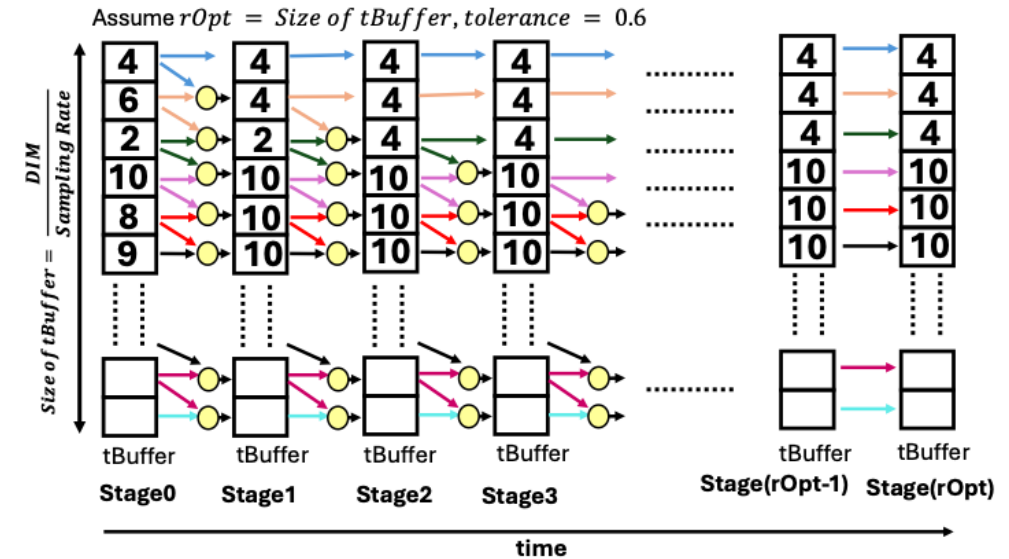 Assume rOpt = Size of tBuffer, tolerance = 0.6
Size of tBuffer = DIM / Sampling Rate
4 4 4 4 4 4
6 4 4 4 4 4
2 2 4 4 4 4
10 10 10 10 10 10
8 10 10 10 10 10
9 10 10 10 10 10
tBuffer tBuffer tBuffer tBuffer tBuffer tBuffer
Stage0 Stage1 Stage2 Stage3 Stage(rOpt-1) Stage(rOpt)
time